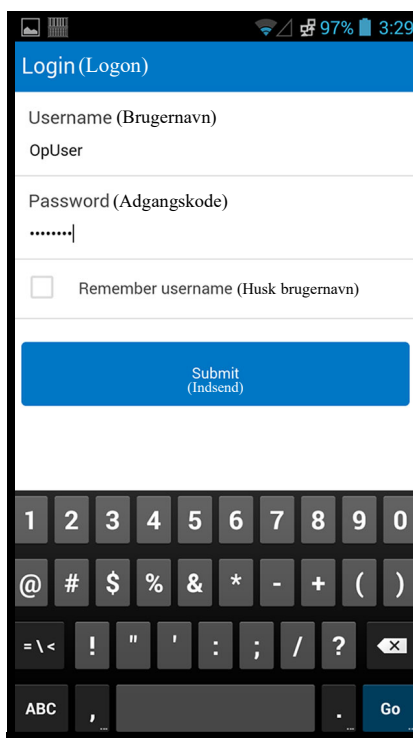 97% 3:29
Login (Logon)
Username (Brugernavn)
OpUser
Password (Adgangskode)
••••••••
Remember username (Husk brugernavn)
Submit
(Indsend)
1 2 3 4 5 6 7 8 9 0
@ # $ % & * - + ( )
= \ < ! " ' : ; / ?
ABC , ... . ... Go ...